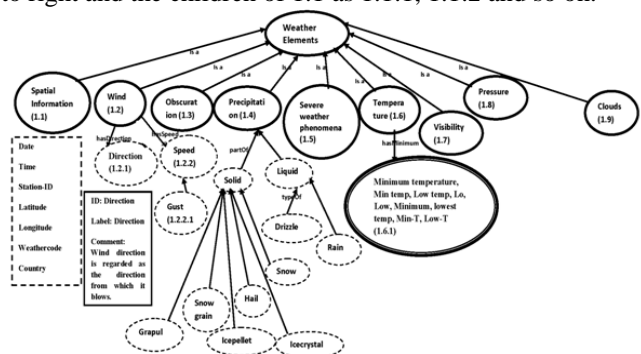 to right and the children of 1.1 as 1.1.1, 1.1.2 and so on.
Weather
Elements
Is a
Is a
Is a
Is a
Is a
Is a
Is a
Is a
Spatial
Information
(1.1)
Wind
(1.2)
Obscurat
ion (1.3)
Precipitati
on (1.4)
Severe
weather
phenomena
(1.5)
Tempera
ture (1.6)
Visibility
(1.7)
Pressure
(1.8)
Clouds
(1.9)
hasDirection
hasSpeed
partOf
hasMinimum
Date
Time
Station-ID
Latitude
Longitude
Weathercode
Country
Direction
(1.2.1)
Speed
(1.2.2)
Gust
(1.2.2.1
ID: Direction
Label: Direction
Comment:
Wind direction
is regarded as
the direction
from which it
blows.
Solid
Liquid
typeOf
Drizzle
Rain
Snow
Hail
Snow
grain
Grapul
Icepellet
Icecrystal
Minimum temperature,
Min temp, Low temp, Lo,
Low, Minimum, lowest
temp, Min-T, Low-T
(1.6.1)